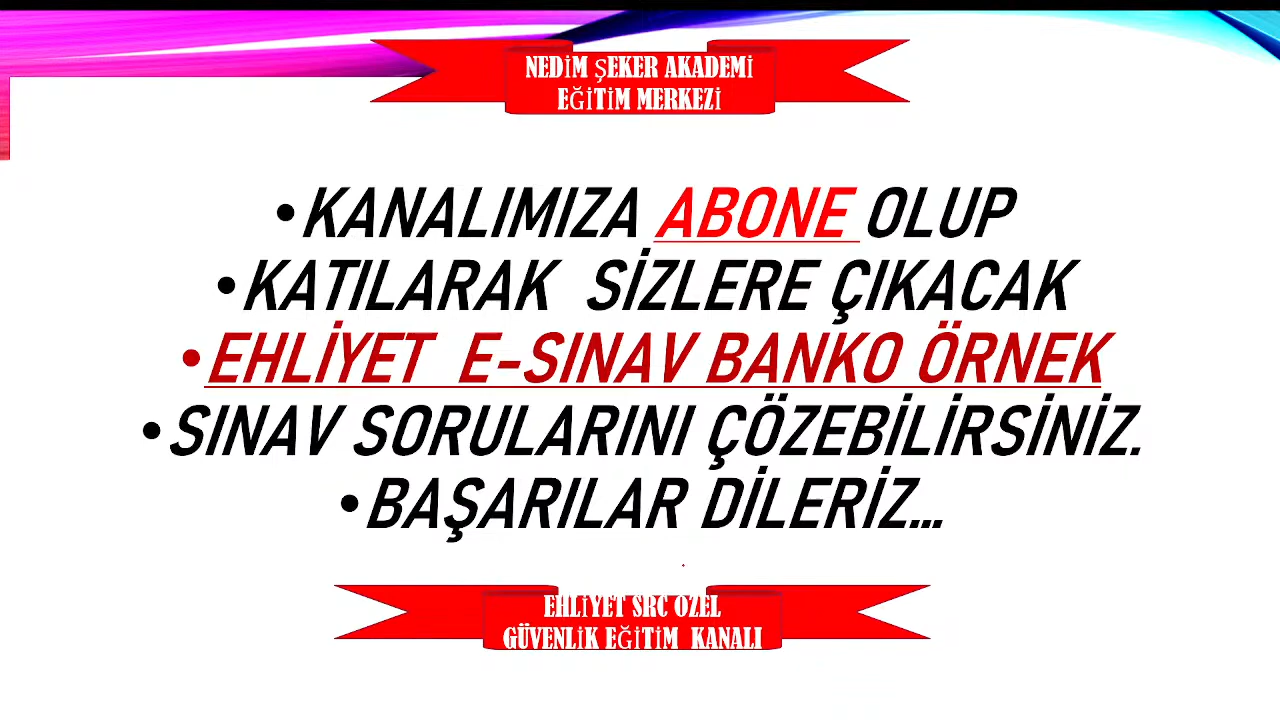 NEDİM ŞEKER AKADEMİ
EĞİTİM MERKEZİ
•KANALIMIZA ABONE OLUP
•KATILARAK SİZLERE ÇIKACAK
•EHLİYET E-SINAV BANKO ÖRNEK
•SINAV SORULARINI ÇÖZEBİLİRSİNİZ.
•BAŞARILAR DİLERİZ...
EHLİYET SRC OZEL
GÜVENLİK EĞİTİM KANALI